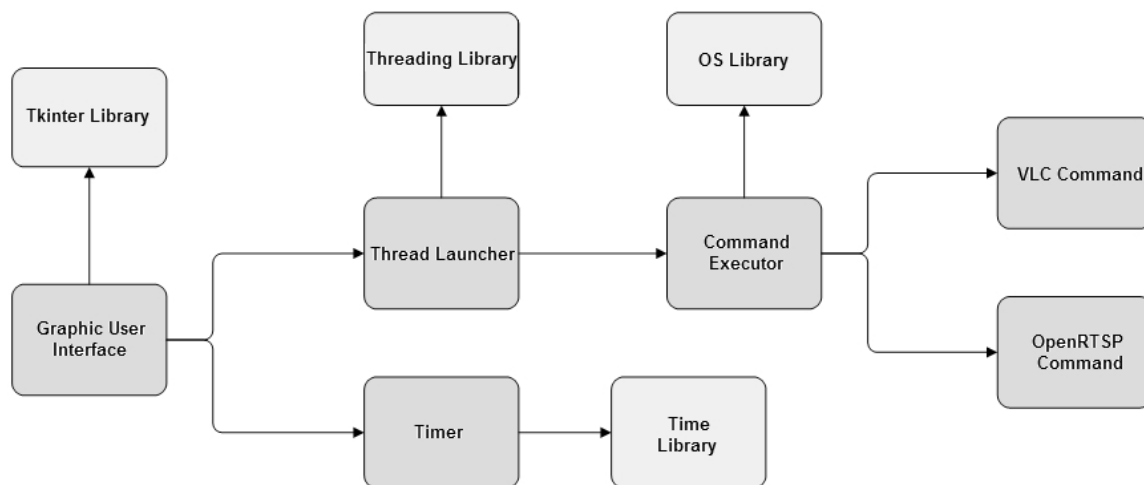 Threading Library
OS Library
Tkinter Library
VLC Command
Thread Launcher
Command
Executor
Graphic User
Interface
OpenRTSP
Command
Timer
Time
Library